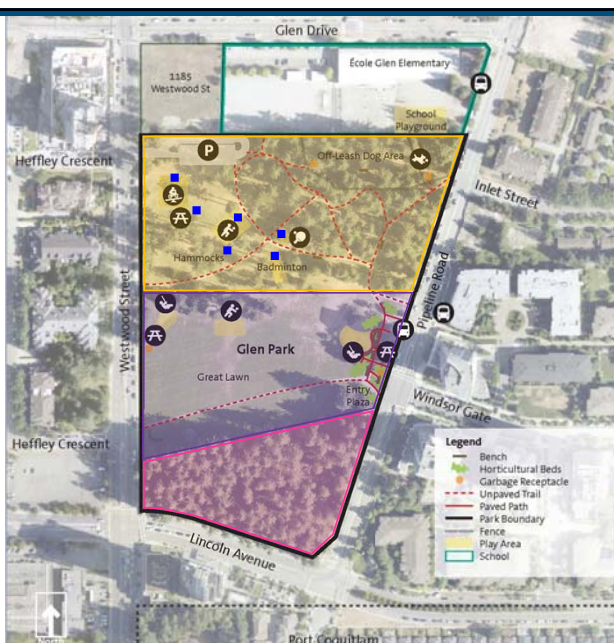 Glen Drive
1185
Westwood St
École Glen Elementary
School
Playground
P
Off-Leash Dog Area
Heffley Crescent
Inlet Street
Hammocks
Badminton
Westwood Street
Pipeline Road
Glen Park
Great Lawn
Entry
Plaza
Windsor Gate
Heffley Crescent
Legend
Bench
Horticultural Beds
Garbage Receptacle
Unpaved Trail
Paved Path
Park Boundary
Fence
Play Area
School
Lincoln Avenue
Port Coquitlam